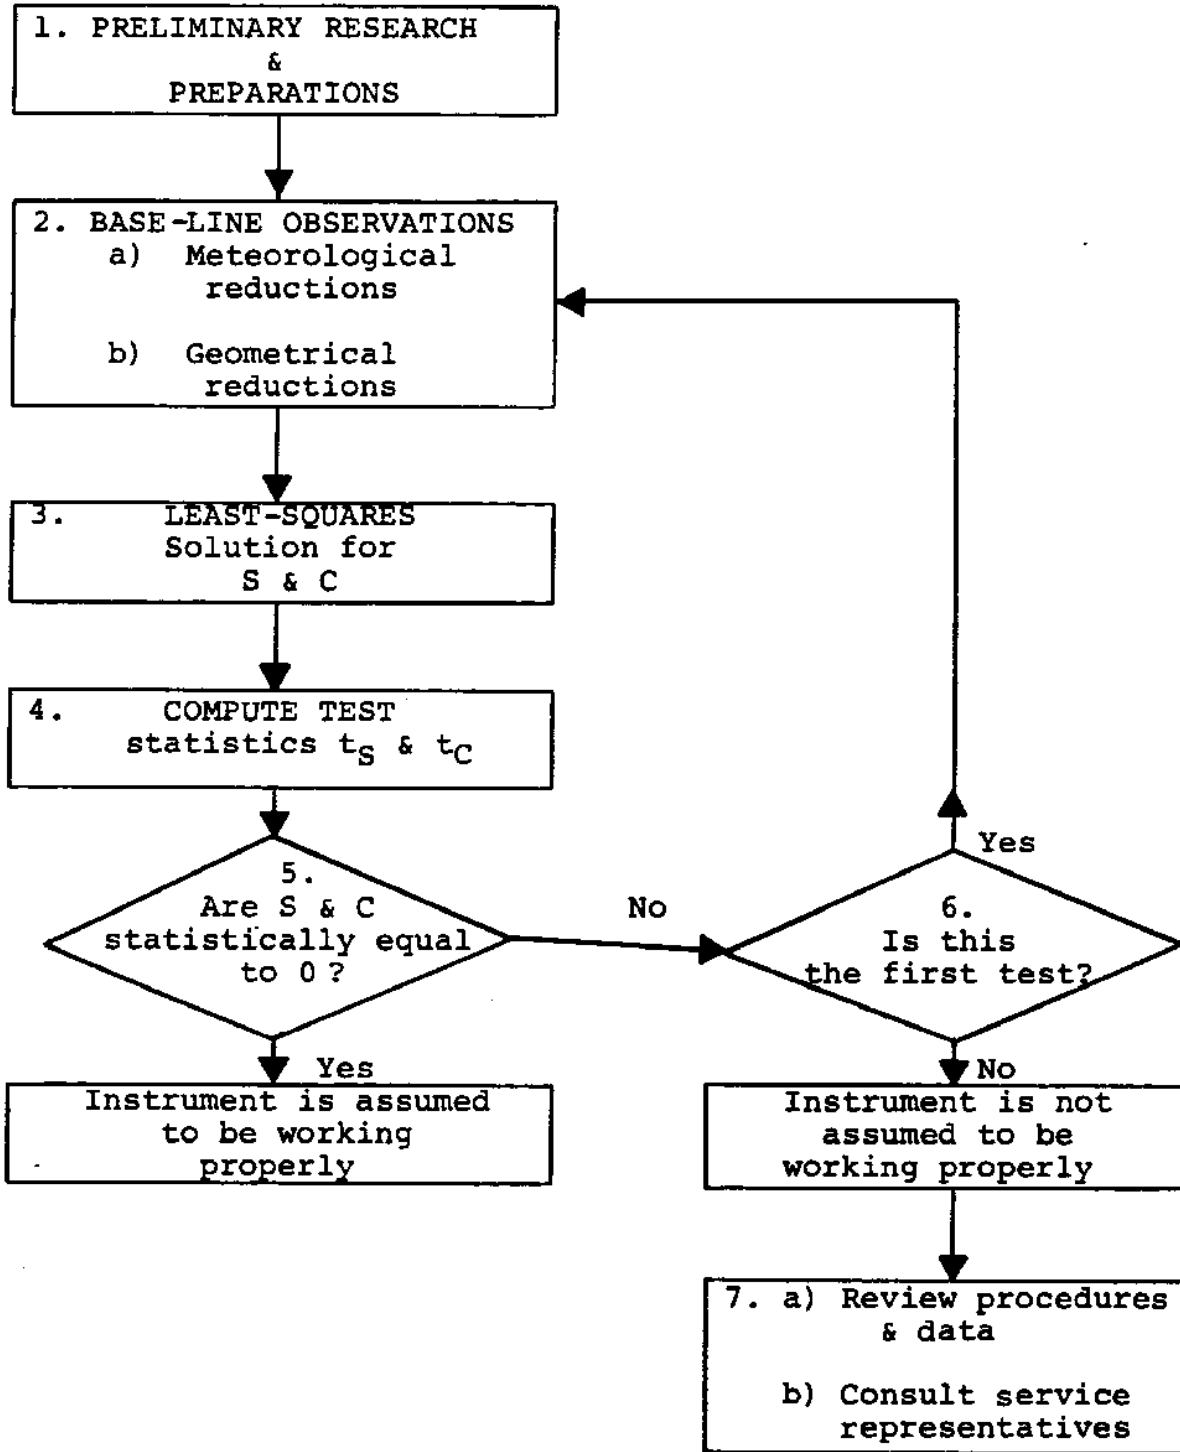 1. PRELIMINARY RESEARCH
&
PREPARATIONS
2. BASE-LINE OBSERVATIONS
a) Meteorological
reductions
b) Geometrical
reductions
3. LEAST-SQUARES
Solution for
S & C
4. COMPUTE TEST
statistics tS & tC
5.
Are S & C
statistically equal
to 0?
No
Yes
Instrument is assumed
to be working
properly
6.
Is this
the first test?
Yes
No
Instrument is not
assumed to be
working properly
7. a) Review procedures
& data
b) Consult service
representatives